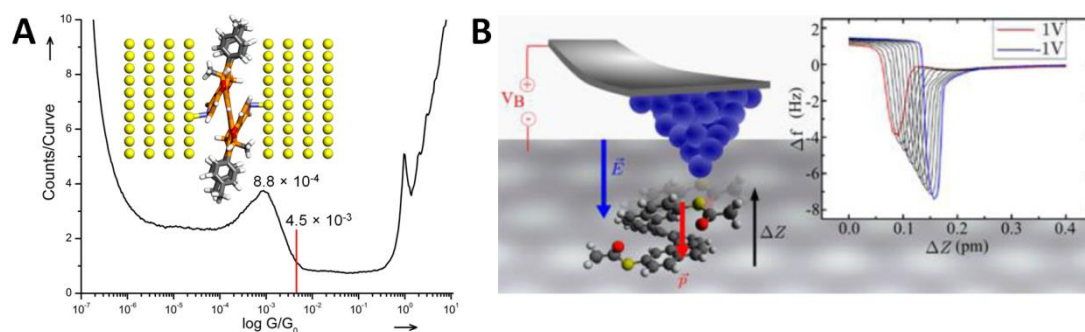 A
Counts/Curve
10
8
6
4
2
0
8.8 × 10⁻⁴
4.5 × 10⁻³
10⁻⁷ 10⁻⁶ 10⁻⁵ 10⁻⁴ 10⁻³ 10⁻² 10⁻¹ 10⁰ 10¹
log G/G₀
B
V_B
E
p
ΔZ
1V
1V
Δf (Hz)
0
-2
-4
-6
-8
0.0 0.1 0.2 0.3 0.4
ΔZ (pm)